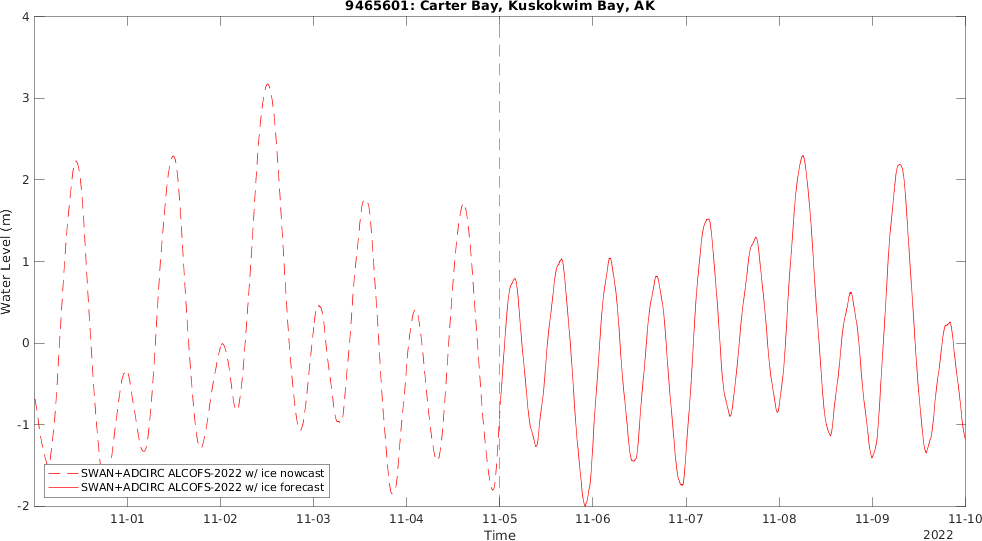 9465601: Carter Bay, Kuskokwim Bay, AK
4
3
2
1
0
-1
-2
Water Level (m)
SWAN+ADCIRC ALCOFS-2022 w/ ice nowcast
SWAN+ADCIRC ALCOFS-2022 w/ ice forecast
11-01 11-02 11-03 11-04 11-05 11-06 11-07 11-08 11-09 11-10
Time
2022